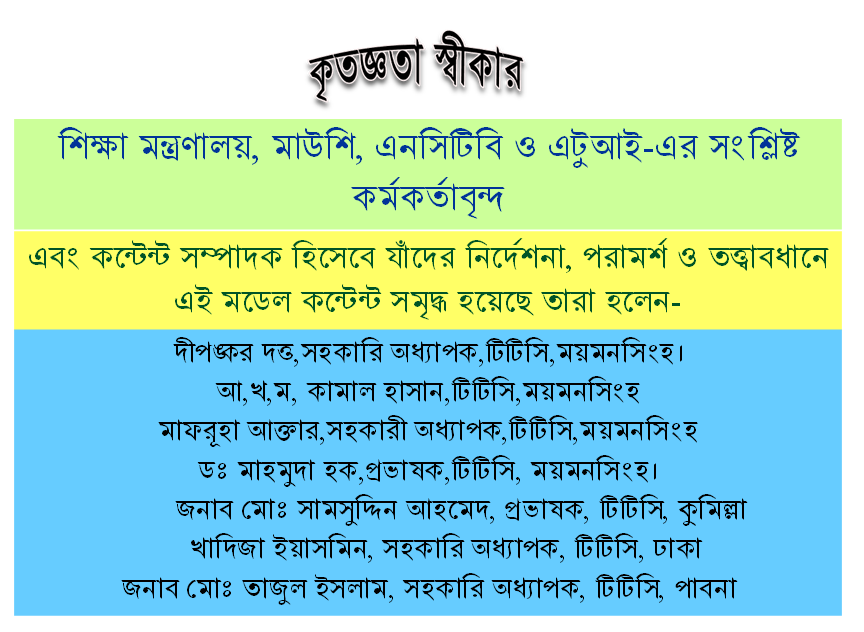 কৃতজ্ঞতা স্বীকার
শিক্ষা মন্ত্রণালয়, মাউশি, এনসিটিবি ও এটুআই-এর সংশ্লিষ্ট
কর্মকর্তাবৃন্দ
এবং কন্টেন্ট সম্পাদক হিসেবে যাঁদের নির্দেশনা, পরামর্শ ও তত্ত্বাবধানে
এই মডেল কন্টেন্ট সমৃদ্ধ হয়েছে তারা হলেন-
দীপঙ্কর দত্ত,সহকারি অধ্যাপক,টিটিসি,ময়মনসিংহ।
আ,খ,ম, কামাল হাসান,টিটিসি,ময়মনসিংহ
মাফরূহা আক্তার,সহকারী অধ্যাপক,টিটিসি,ময়মনসিংহ
ডঃ মাহমুদা হক,প্রভাষক,টিটিসি, ময়মনসিংহ।
জনাব মোঃ সামসুদ্দিন আহমেদ, প্রভাষক, টিটিসি, কুমিল্লা
খাদিজা ইয়াসমিন, সহকারি অধ্যাপক, টিটিসি, ঢাকা
জনাব মোঃ তাজুল ইসলাম, সহকারি অধ্যাপক, টিটিসি, পাবনা